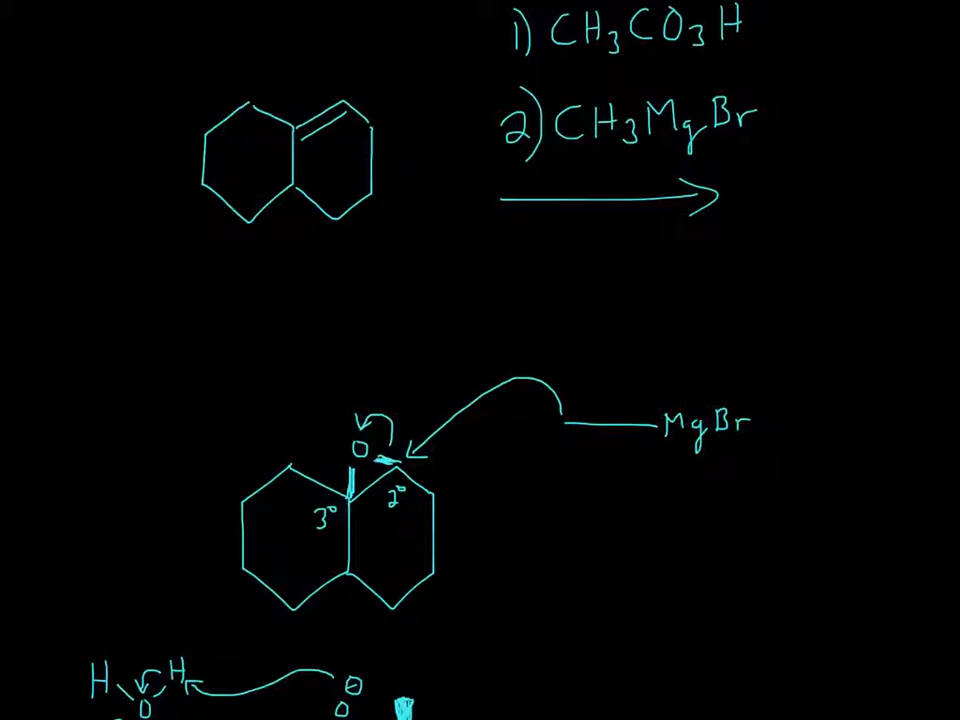 1) CH₃CO₃H
2) CH₃MgBr
O
MgBr
3° 2°
H H
O
⊖
O